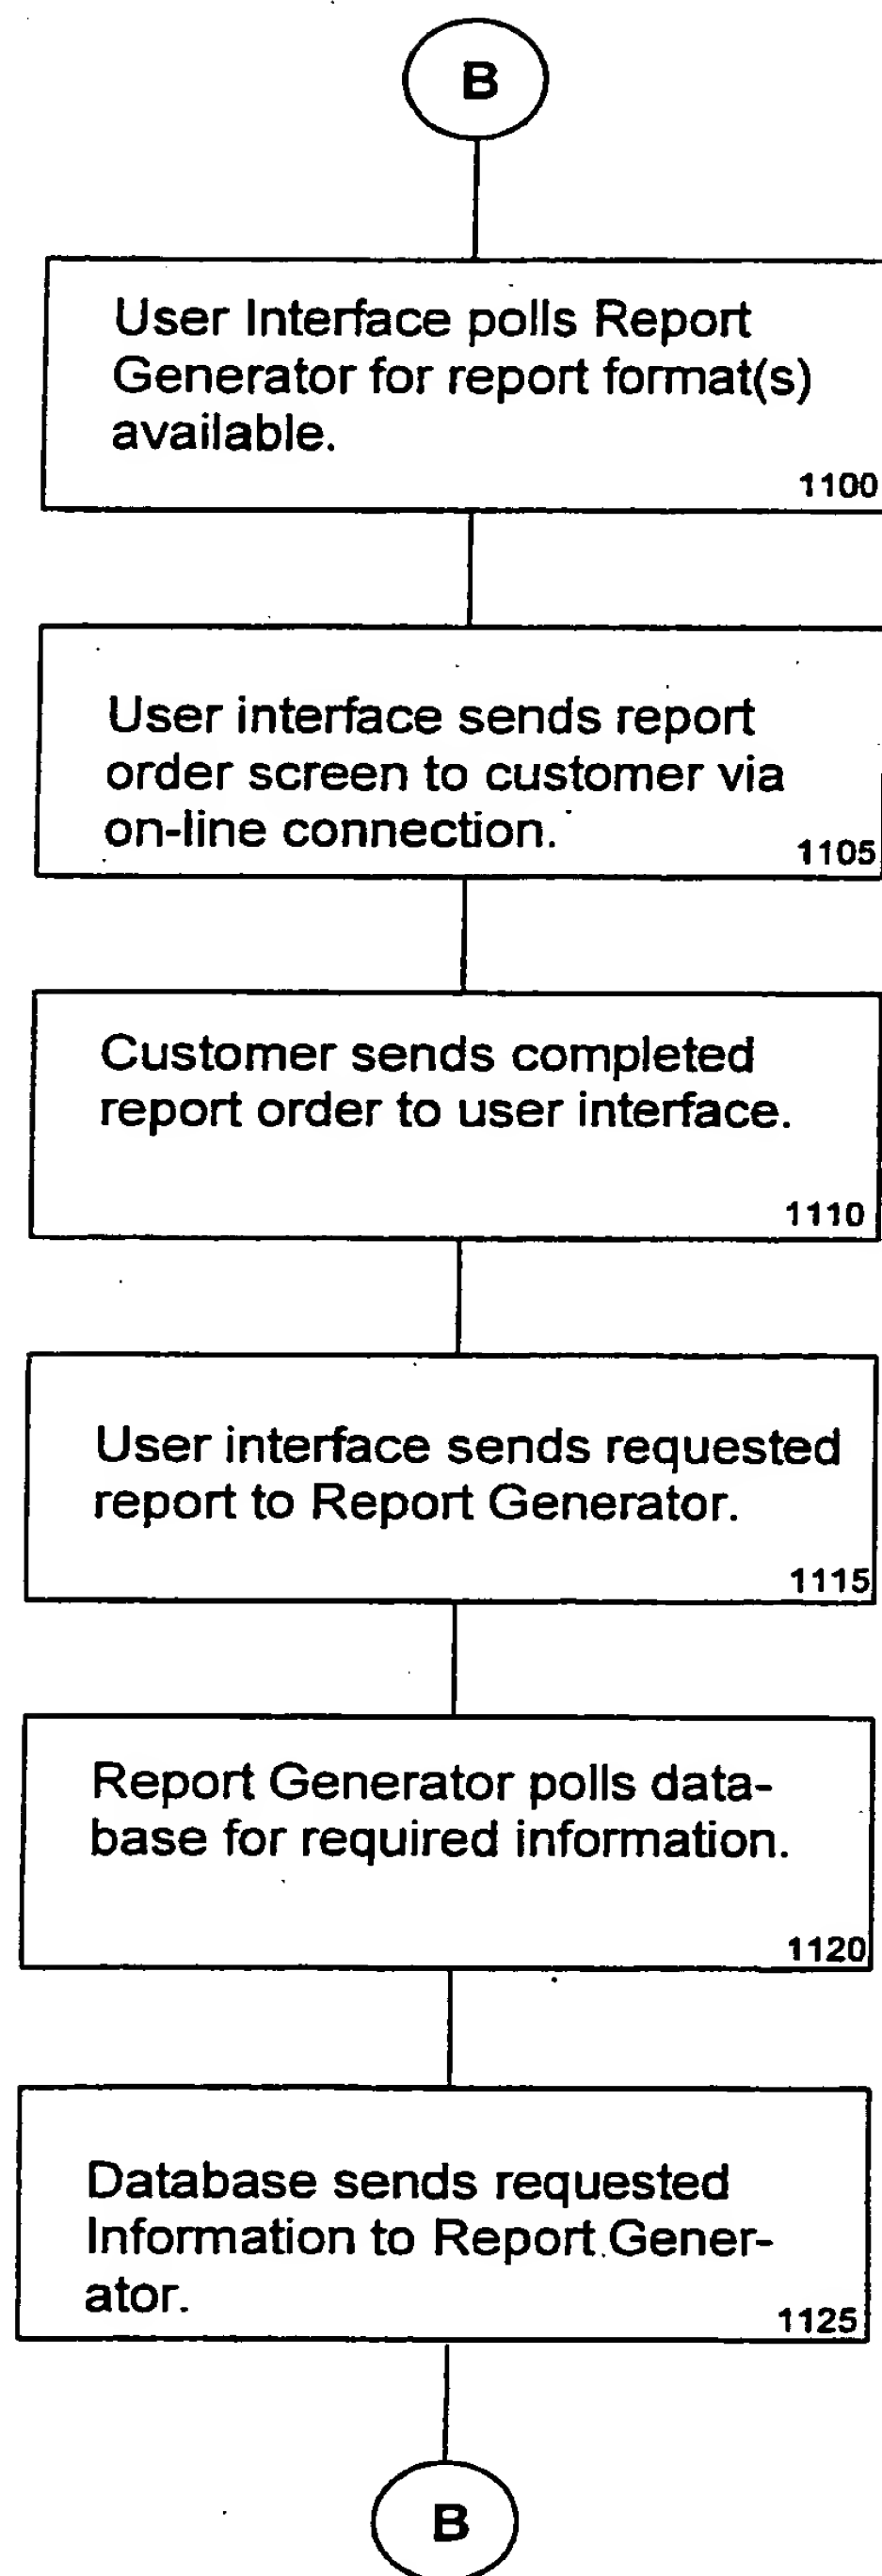 B
User Interface polls Report
Generator for report format(s)
available.
1100
User interface sends report
order screen to customer via
on-line connection.
1105
Customer sends completed
report order to user interface.
1110
User interface sends requested
report to Report Generator.
1115
Report Generator polls data-
base for required information.
1120
Database sends requested
Information to Report Gener-
ator.
1125
B